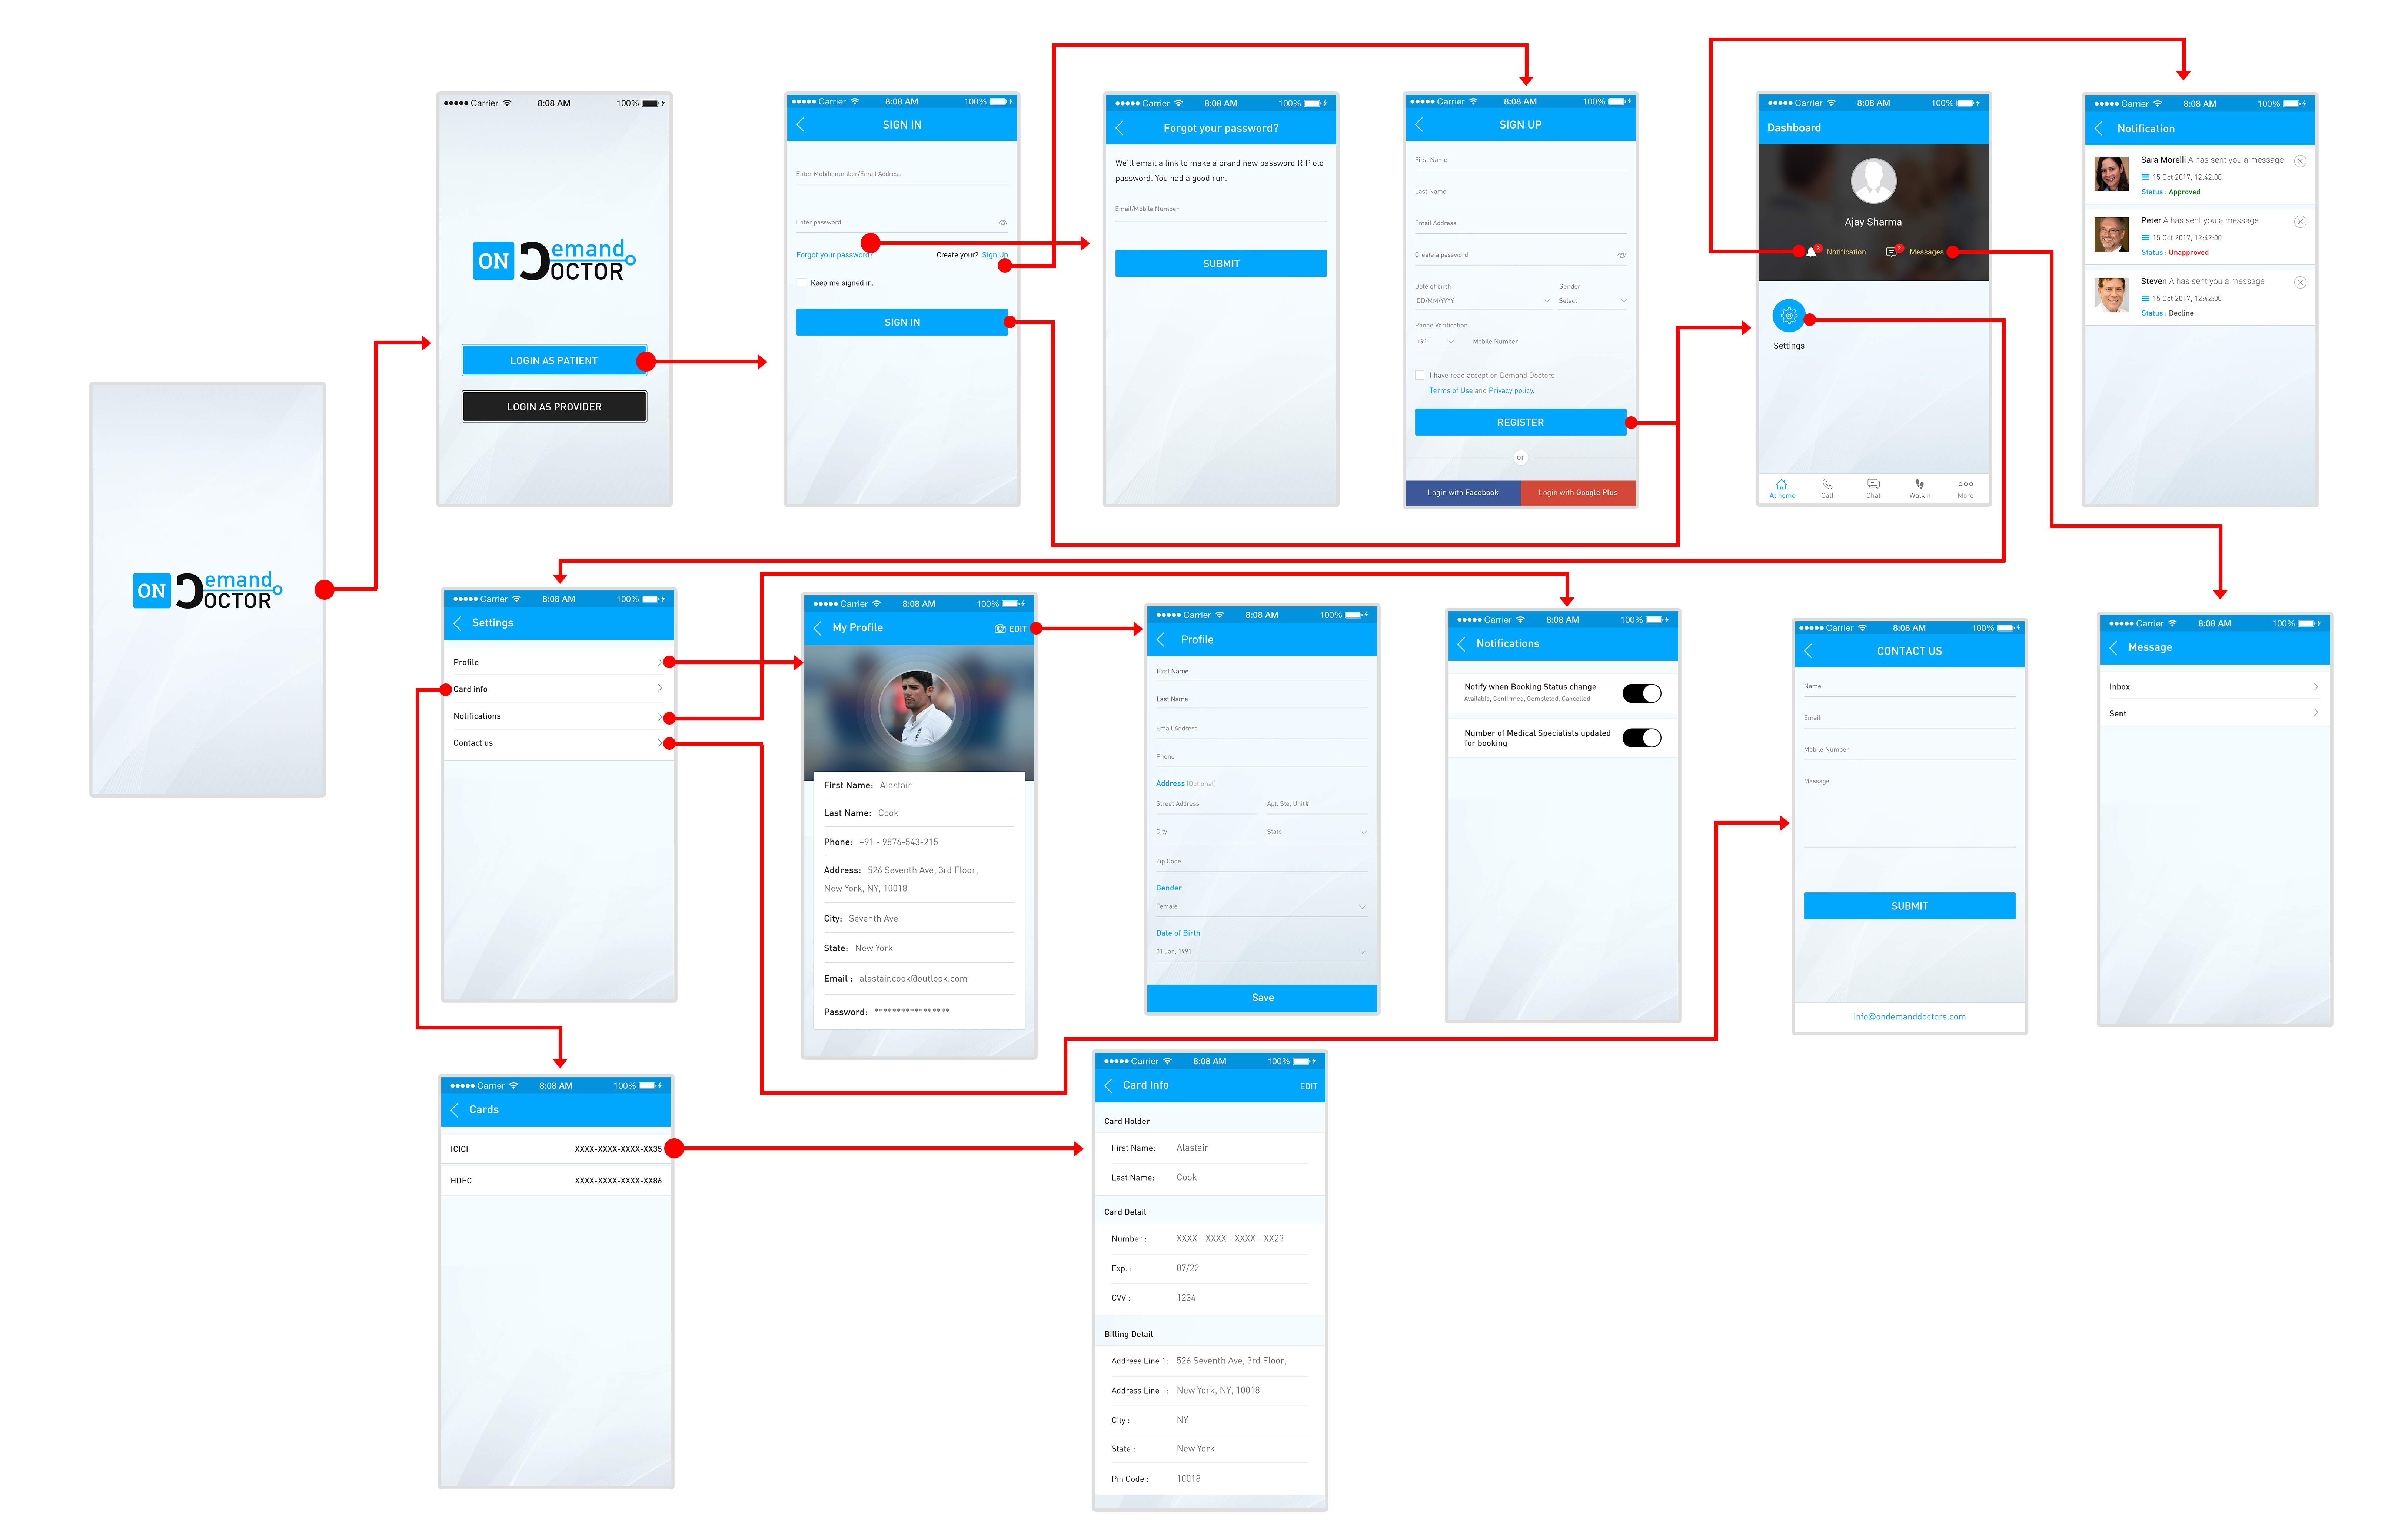 ON Demand
DOCTOR
●●●●● Carrier 8:08 AM 100%
ON Demand
DOCTOR
LOGIN AS PATIENT
LOGIN AS PROVIDER
●●●●● Carrier 8:08 AM 100%
SIGN IN
Enter Mobile number/Email Address
Enter password
Forgot your password? Create your? Sign Up
Keep me signed in.
SIGN IN
●●●●● Carrier 8:08 AM 100%
Forgot your password?
We'll email a link to make a brand new password RIP old
password. You had a good run.
Email/Mobile Number
SUBMIT
●●●●● Carrier 8:08 AM 100%
SIGN UP
First Name
Last Name
Email Address
Create a password
Date of birth Gender
DD/MM/YYYY Select
Phone Verification
+91 Mobile Number
I have read accept on Demand Doctors
Terms of Use and Privacy policy.
REGISTER
or
Login with Facebook Login with Google Plus
●●●●● Carrier 8:08 AM 100%
Dashboard
Ajay Sharma
3 Notification 2 Messages
Settings
At home Call Chat Walkin More
●●●●● Carrier 8:08 AM 100%
Notification
Sara Morelli A has sent you a message
15 Oct 2017, 12:42:00
Status : Approved
Peter A has sent you a message
15 Oct 2017, 12:42:00
Status : Unapproved
Steven A has sent you a message
15 Oct 2017, 12:42:00
Status : Decline
●●●●● Carrier 8:08 AM 100%
Settings
Profile
Card info
Notifications
Contact us
●●●●● Carrier 8:08 AM 100%
My Profile EDIT
First Name: Alastair
Last Name: Cook
Phone: +91 - 9876-543-215
Address: 526 Seventh Ave, 3rd Floor,
New York, NY, 10018
City: Seventh Ave
State: New York
Email : alastair.cook@outlook.com
Password: *****************
●●●●● Carrier 8:08 AM 100%
Profile
First Name
Last Name
Email Address
Phone
Address (Optional)
Street Address Apt, Ste, Unit#
City State
Zip Code
Gender
Female
Date of Birth
01 Jan, 1991
Save
●●●●● Carrier 8:08 AM 100%
Notifications
Notify when Booking Status change
Available, Confirmed, Completed, Cancelled
Number of Medical Specialists updated
for booking
●●●●● Carrier 8:08 AM 100%
CONTACT US
Name
Email
Mobile Number
Message
SUBMIT
info@ondemanddoctors.com
●●●●● Carrier 8:08 AM 100%
Message
Inbox
Sent
●●●●● Carrier 8:08 AM 100%
Cards
ICICI XXXX-XXXX-XXXX-XX35
HDFC XXXX-XXXX-XXXX-XX86
●●●●● Carrier 8:08 AM 100%
Card Info EDIT
Card Holder
First Name: Alastair
Last Name: Cook
Card Detail
Number : XXXX - XXXX - XXXX - XX23
Exp. : 07/22
CVV : 1234
Billing Detail
Address Line 1: 526 Seventh Ave, 3rd Floor,
Address Line 1: New York, NY, 10018
City : NY
State : New York
Pin Code : 10018